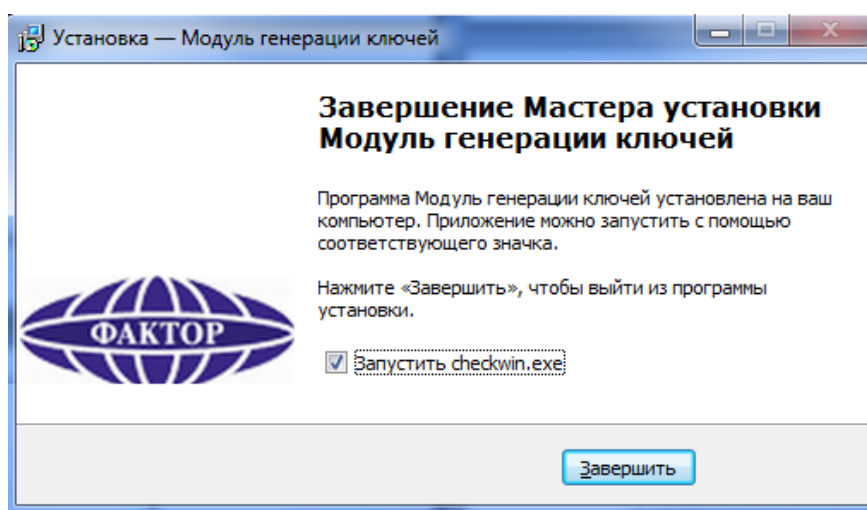 Установка — Модуль генерации ключей
Завершение Мастера установки
Модуль генерации ключей
Программа Модуль генерации ключей установлена на ваш
компьютер. Приложение можно запустить с помощью
соответствующего значка.
Нажмите «Завершить», чтобы выйти из программы
установки.
ФАКТОР
Запустить checkwin.exe
Завершить